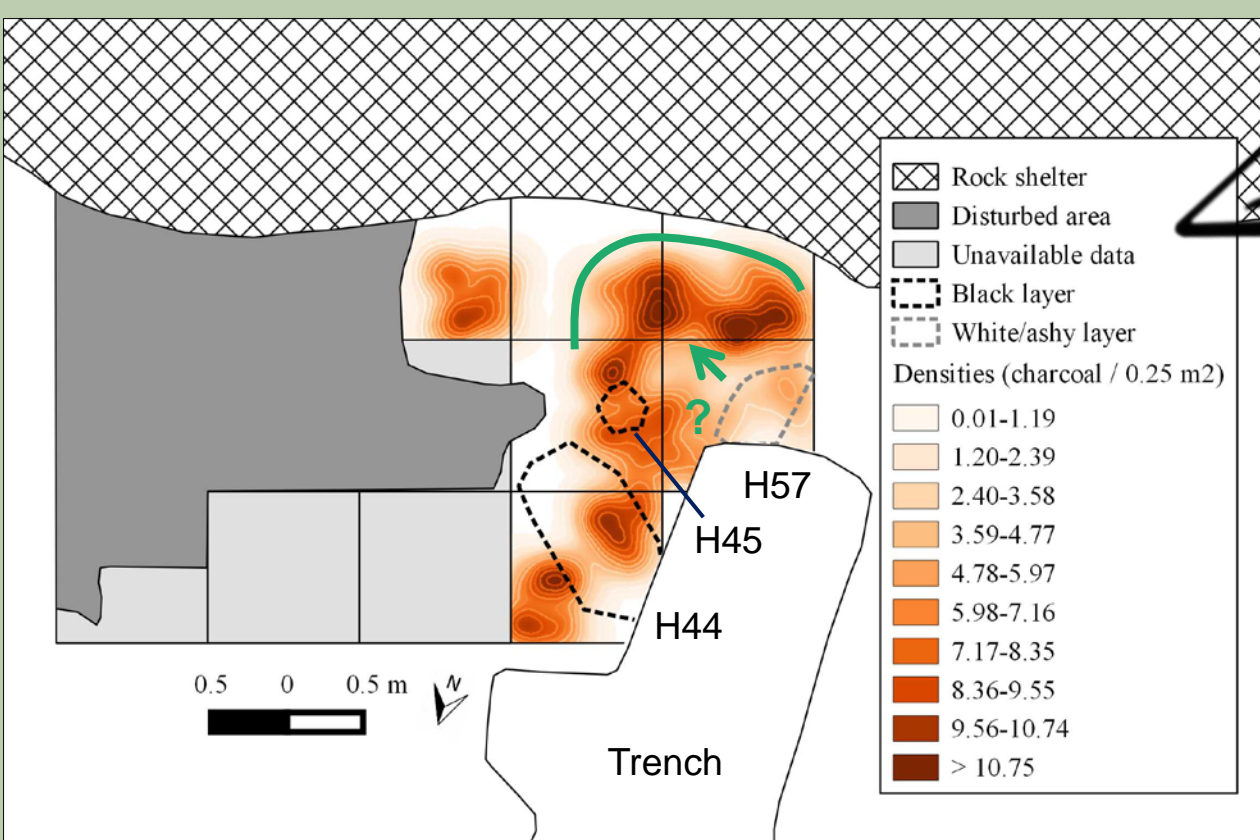 Rock shelter
Disturbed area
Unavailable data
Black layer
White/ashy layer
Densities (charcoal / 0.25 m2)
0.01-1.19
1.20-2.39
2.40-3.58
3.59-4.77
4.78-5.97
5.98-7.16
7.17-8.35
8.36-9.55
9.56-10.74
> 10.75
?
H57
H45
H44
0.5 0 0.5 m
N
Trench